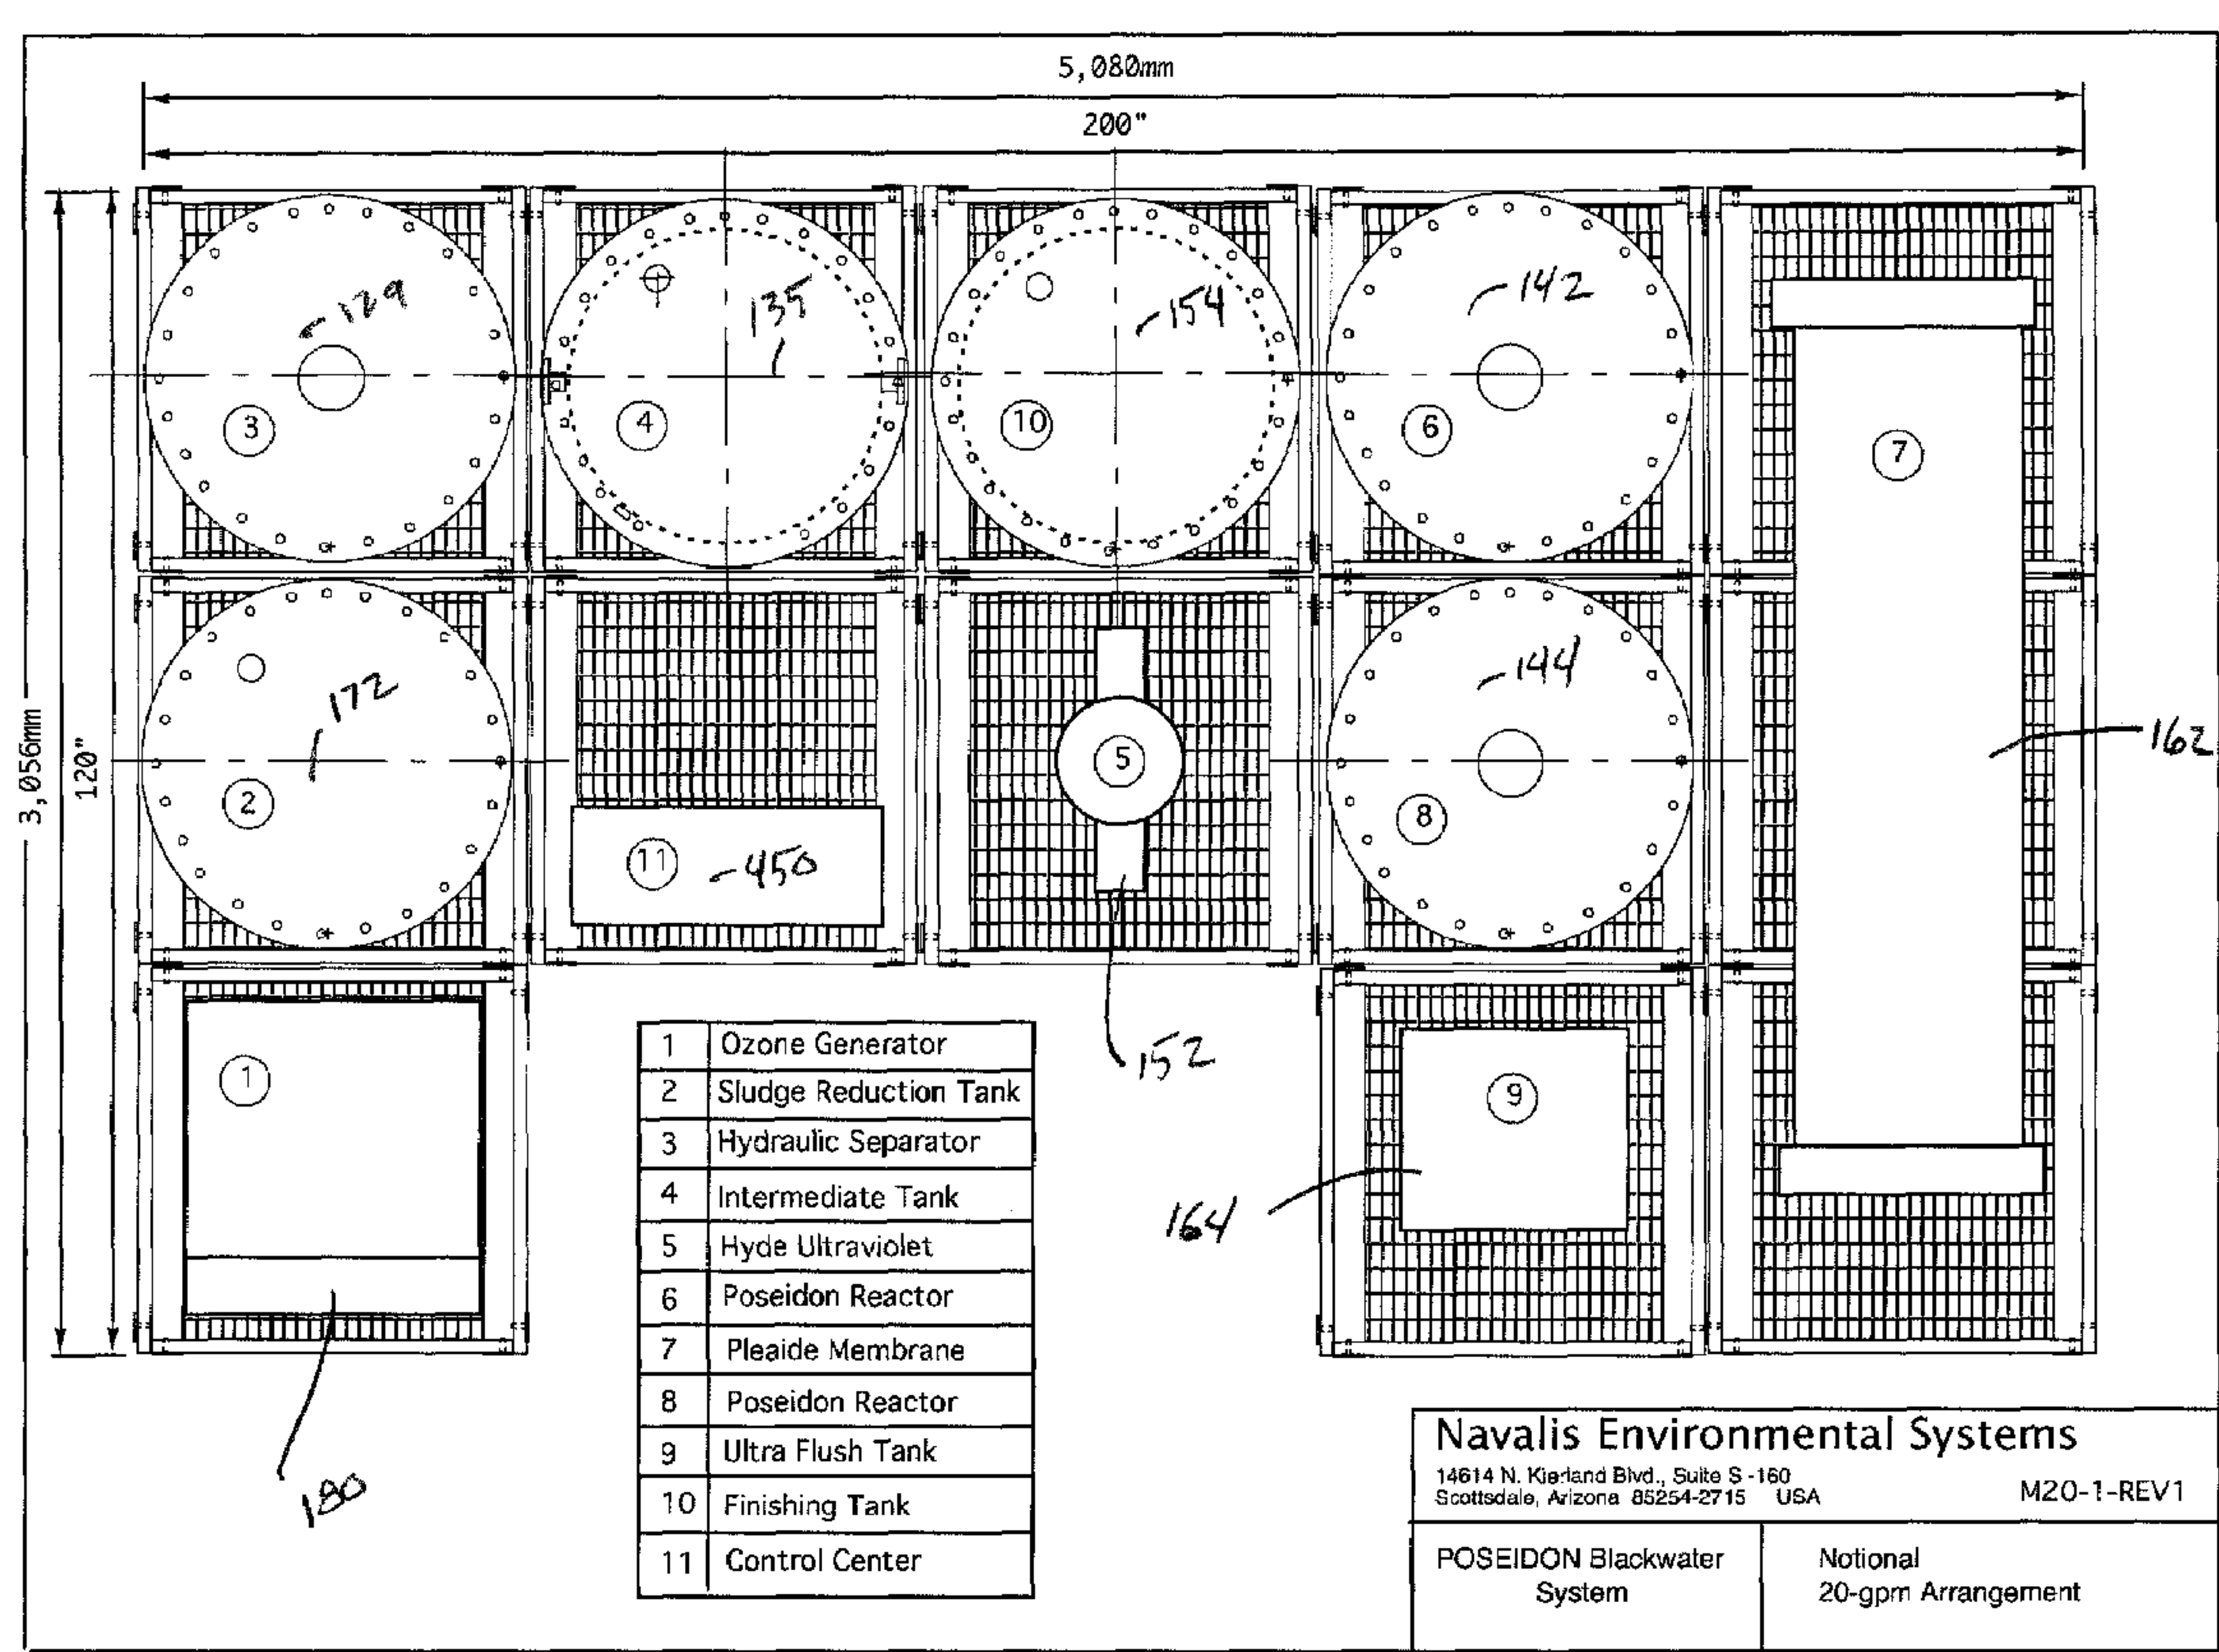 5,080mm
200"
3,056mm
120"
129
135
154
142
3
4
10
6
7
172
144
162
2
11
450
5
8
152
1
9
164
180
1 Ozone Generator
2 Sludge Reduction Tank
3 Hydraulic Separator
4 Intermediate Tank
5 Hyde Ultraviolet
6 Poseidon Reactor
7 Pleaide Membrane
8 Poseidon Reactor
9 Ultra Flush Tank
10 Finishing Tank
11 Control Center
Navalis Environmental Systems
14614 N. Kierland Blvd., Suite S-160
Scottsdale, Arizona 85254-2715 USA
M20-1-REV1
POSEIDON Blackwater
System
Notional
20-gpm Arrangement